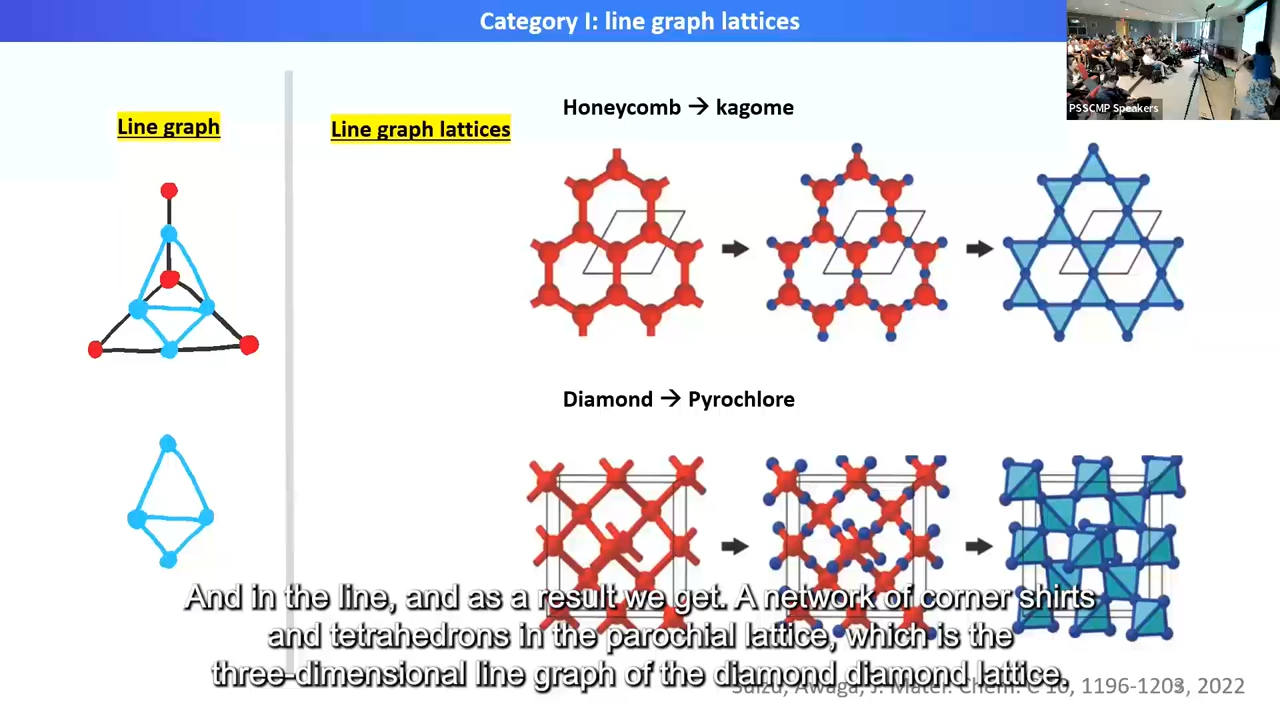 Category I: line graph lattices
PSSCMP Speakers
Line graph
Line graph lattices
Honeycomb → kagome
Diamond → Pyrochlore
And in the line, and as a result we get. A network of corner shirts
and tetrahedrons in the parochial lattice, which is the
three-dimensional line graph of the diamond diamond lattice.
Mater. Chem. C 10, 1196-1203, 2022